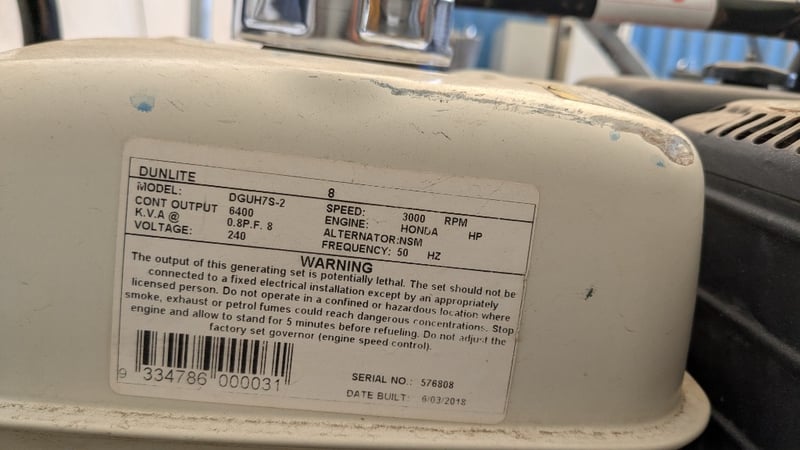 DUNLITE 8
MODEL: DGUH7S-2 SPEED: 3000 RPM
CONT OUTPUT 6400 ENGINE: HONDA HP
K.V.A @ 0.8P.F. 8 ALTERNATOR:NSM
VOLTAGE: 240 FREQUENCY: 50 HZ
WARNING
The output of this generating set is potentially lethal. The set should not be
connected to a fixed electrical installation except by an appropriately
licensed person. Do not operate in a confined or hazardous location where
smoke, exhaust or petrol fumes could reach dangerous concentrations. Stop
engine and allow to stand for 5 minutes before refueling. Do not adjust the
factory set governor (engine speed control).
9 334786 000031
SERIAL NO.: 576808
DATE BUILT: 6/03/2018